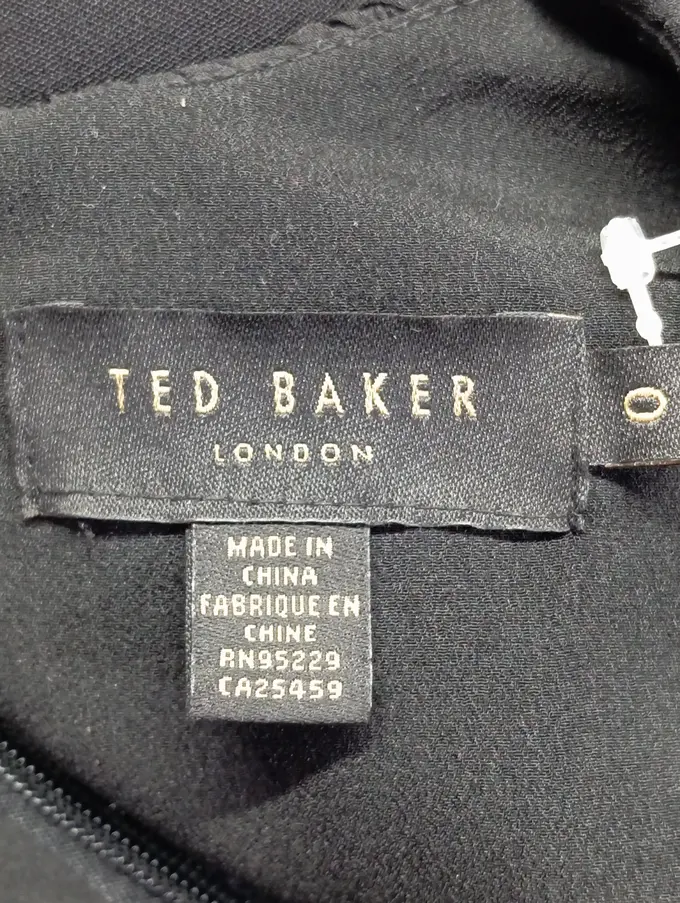 TED BAKER
LONDON
0
MADE IN
CHINA
FABRIQUE EN
CHINE
RN95229
CA25459